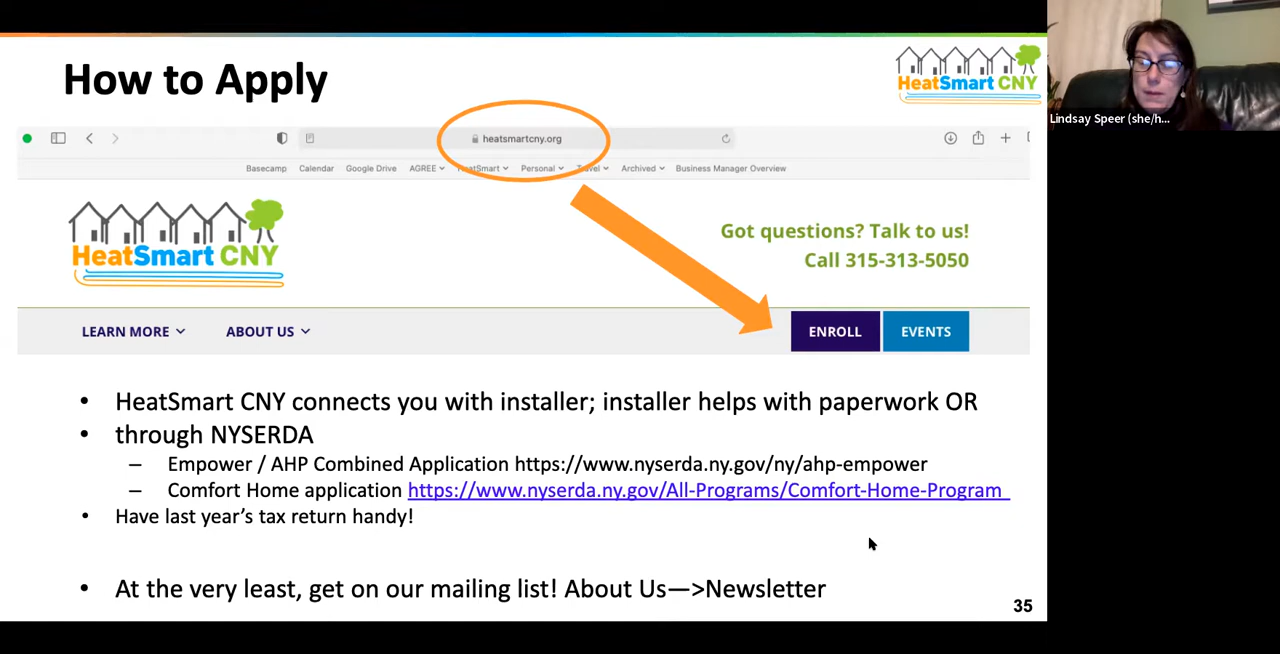 How to Apply
HeatSmart CNY
Lindsay Speer (she/h...
heatsmartcny.org
Basecamp Calendar Google Drive AGREE HeatSmart Personal Travel Archived Business Manager Overview
HeatSmart CNY
Got questions? Talk to us!
Call 315-313-5050
LEARN MORE ABOUT US ENROLL EVENTS
• HeatSmart CNY connects you with installer; installer helps with paperwork OR
• through NYSERDA
– Empower / AHP Combined Application https://www.nyserda.ny.gov/ny/ahp-empower
– Comfort Home application https://www.nyserda.ny.gov/All-Programs/Comfort-Home-Program
• Have last year’s tax return handy!
• At the very least, get on our mailing list! About Us—>Newsletter
35